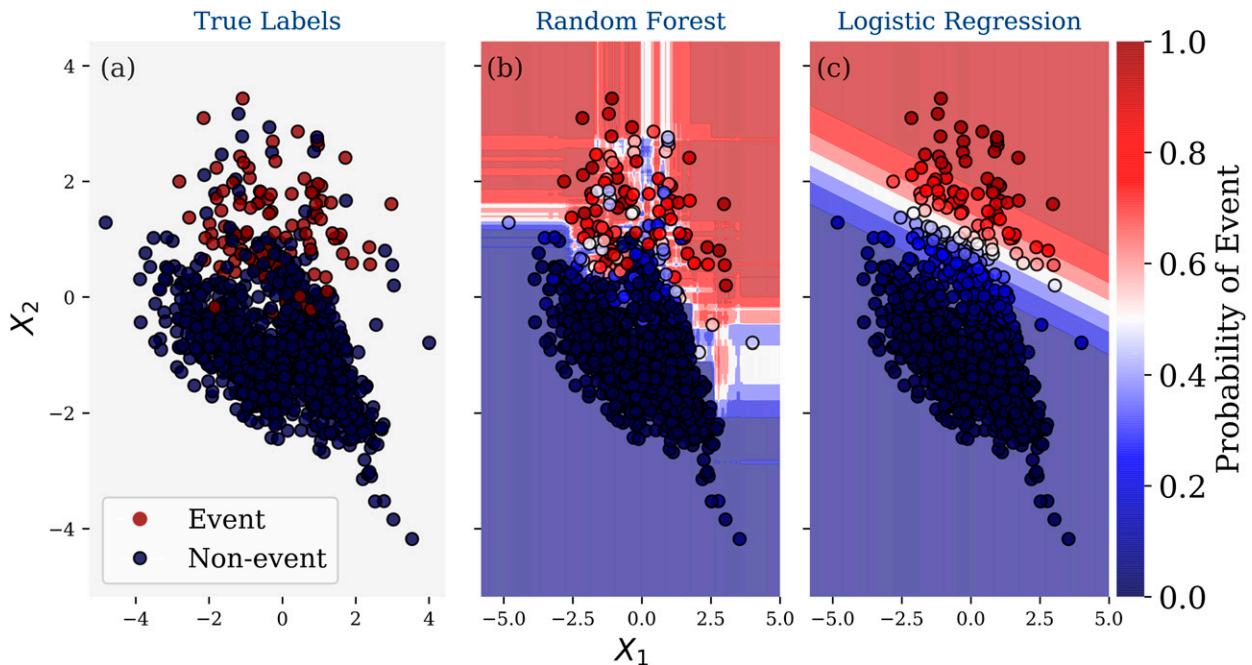 True Labels
Random Forest
Logistic Regression
(a)
(b)
(c)
4
2
0
−2
−4
X2
Event
Non-event
−4 −2 0 2 4
−5.0 −2.5 0.0 2.5 5.0
−5.0 −2.5 0.0 2.5 5.0
X1
1.0
0.8
0.6
0.4
0.2
0.0
Probability of Event